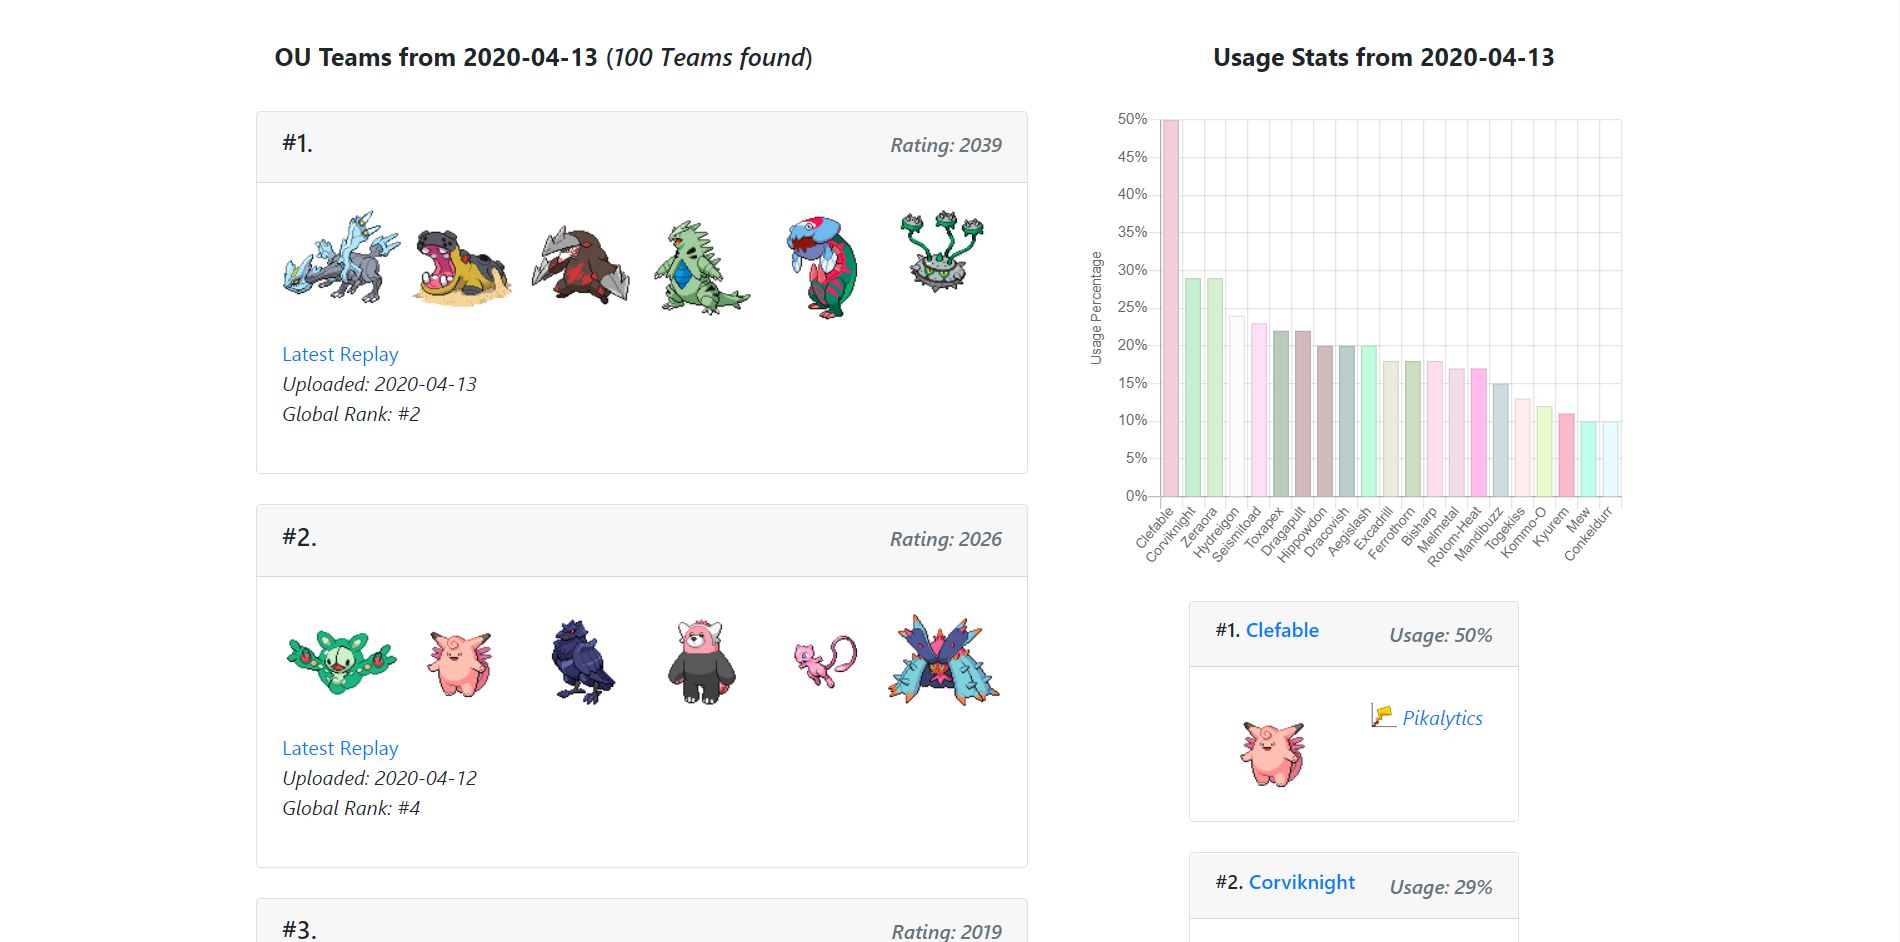 OU Teams from 2020-04-13 (100 Teams found)
#1.
Rating: 2039
Latest Replay
Uploaded: 2020-04-13
Global Rank: #2
#2.
Rating: 2026
Latest Replay
Uploaded: 2020-04-12
Global Rank: #4
#3.
Rating: 2019
Usage Stats from 2020-04-13
Usage Percentage
50%
45%
40%
35%
30%
25%
20%
15%
10%
5%
0%
Clefable
Corviknight
Zeraora
Hydreigon
Seismitoad
Toxapex
Dragapult
Hippowdon
Dracovish
Aegislash
Excadrill
Ferrothorn
Bisharp
Melmetal
Rotom-Heat
Mandibuzz
Togekiss
Kommo-O
Kyurem
Mew
Conkeldurr
#1. Clefable
Usage: 50%
Pikalytics
#2. Corviknight
Usage: 29%